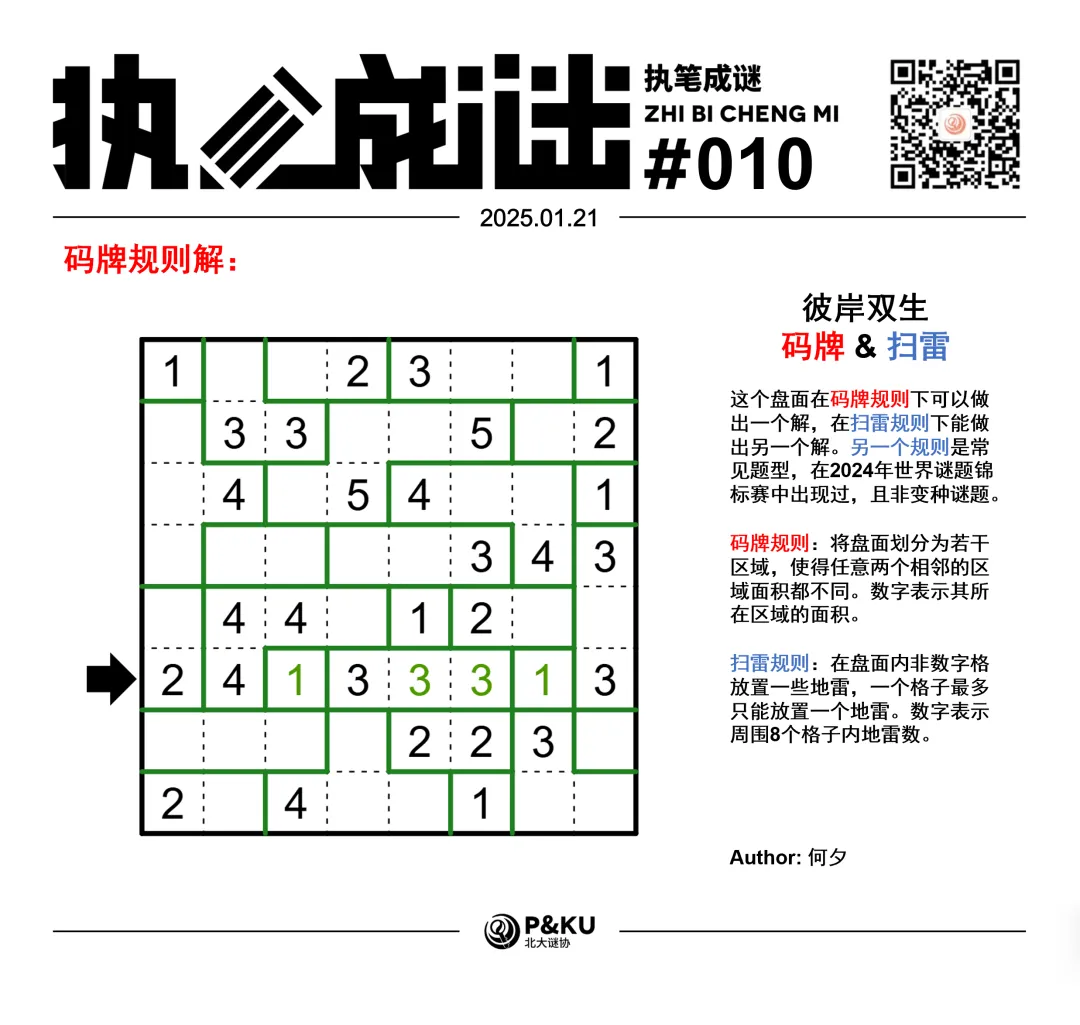 执笔成谜
执笔成谜
ZHI BI CHENG MI
#010
2025.01.21
码牌规则解：
彼岸双生
码牌 & 扫雷
这个盘面在码牌规则下可以做
出一个解，在扫雷规则下能做
出另一个解。另一个规则是常
见题型，在2024年世界谜题锦
标赛中出现过，且非变种谜题。
码牌规则：将盘面划分为若干
区域，使得任意两个相邻的区
域面积都不同。数字表示其所
在区域的面积。
扫雷规则：在盘面内非数字格
放置一些地雷，一个格子最多
只能放置一个地雷。数字表示
周围8个格子内地雷数。
Author: 何夕
1 2 3 1
3 3 5 2
4 5 4 1
3 4 3
4 4 1 2
2 4 1 3 3 3 1 3
2 2 3
2 4 1
P&KU
北大谜协